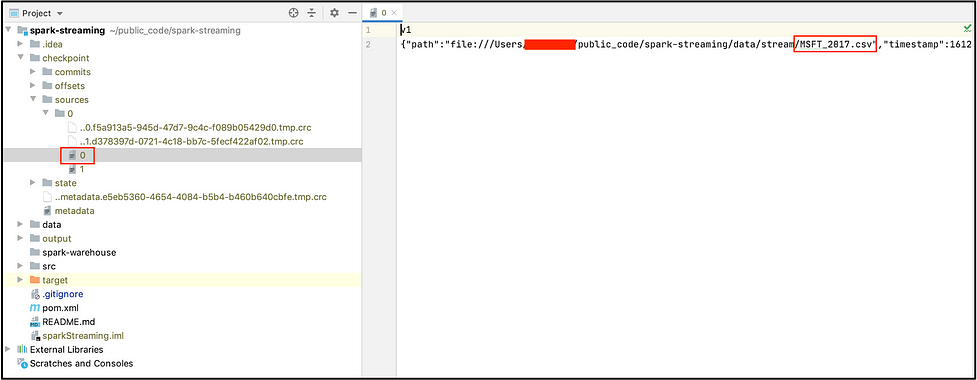 Project
spark-streaming ~/public_code/spark-streaming
.idea
checkpoint
commits
offsets
sources
0
..0.f5a913a5-945d-47d7-9c4c-f089b05429d0.tmp.crc
..1.d378397d-0721-4c18-bb7c-5fecf422af02.tmp.crc
0
1
state
..metadata.e5eb5360-4654-4084-b5b4-b460b640cbfe.tmp.crc
metadata
data
output
spark-warehouse
src
target
.gitignore
pom.xml
README.md
sparkStreaming.iml
External Libraries
Scratches and Consoles
0
1 v1
2 {"path":"file:///Users/ /public_code/spark-streaming/data/stream/MSFT_2017.csv","timestamp":1612